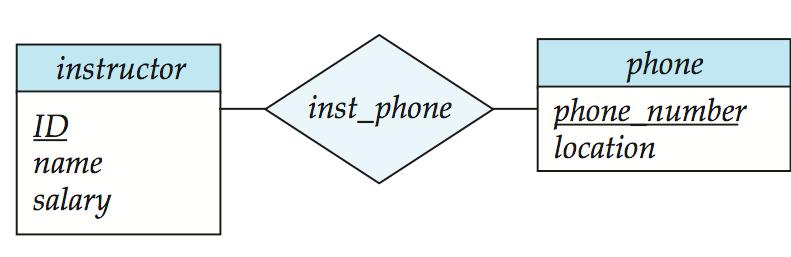 instructor
ID
name
salary
inst_phone
phone
phone_number
location